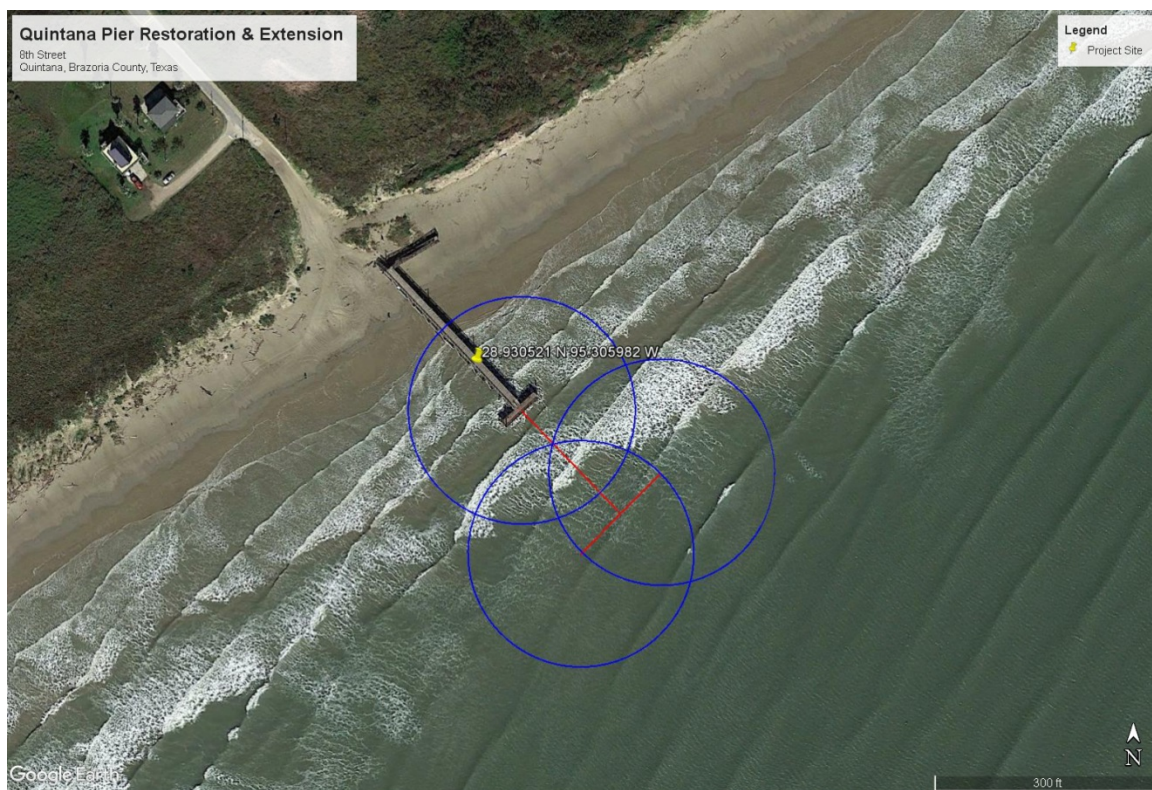 Quintana Pier Restoration & Extension
8th Street
Quintana, Brazoria County, Texas
Legend
Project Site
28.930521 N 95.305982 W
Google Earth
N
300 ft